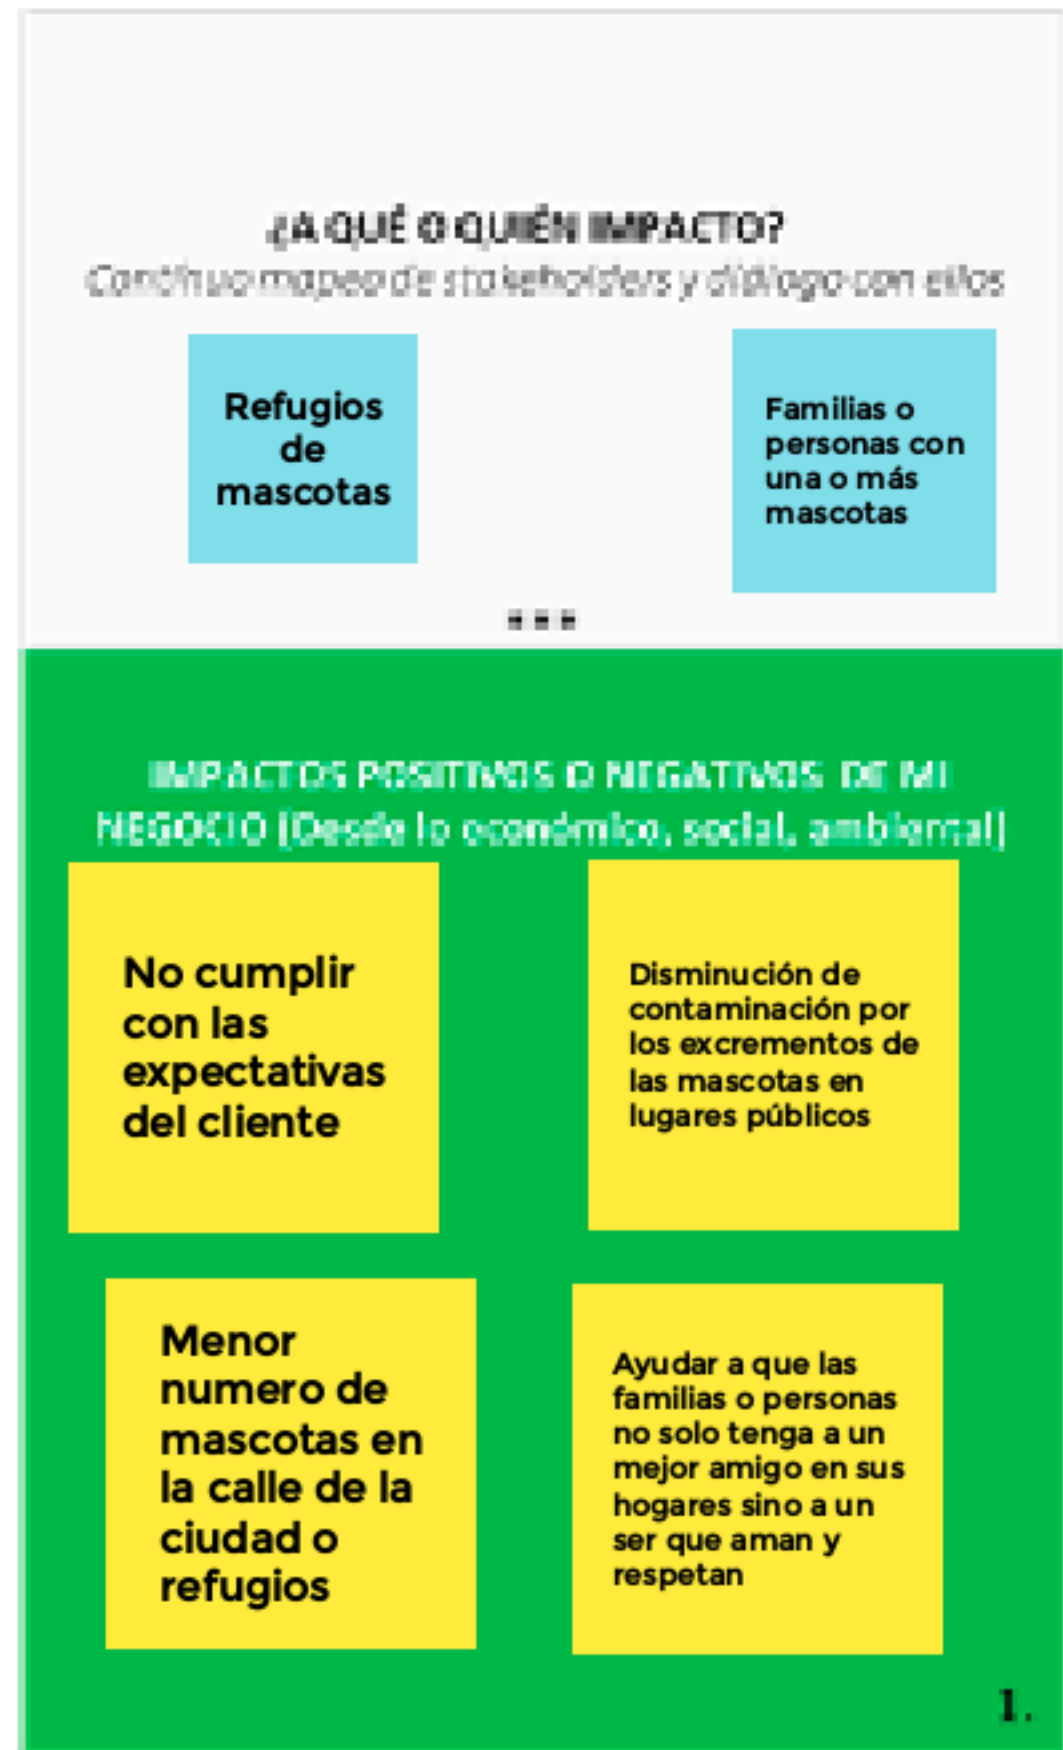 ¿A QUÉ O QUIÉN IMPACTO?
Continuo mapeo de stakeholders y diálogo con ellos
Refugios
de
mascotas
Familias o
personas con
una o más
mascotas
...
IMPACTOS POSITIVOS O NEGATIVOS DE MI
NEGOCIO (Desde lo económico, social, ambiental)
No cumplir
con las
expectativas
del cliente
Disminución de
contaminación por
los excrementos de
las mascotas en
lugares públicos
Menor
numero de
mascotas en
la calle de la
ciudad o
refugios
Ayudar a que las
familias o personas
no solo tenga a un
mejor amigo en sus
hogares sino a un
ser que aman y
respetan
1.